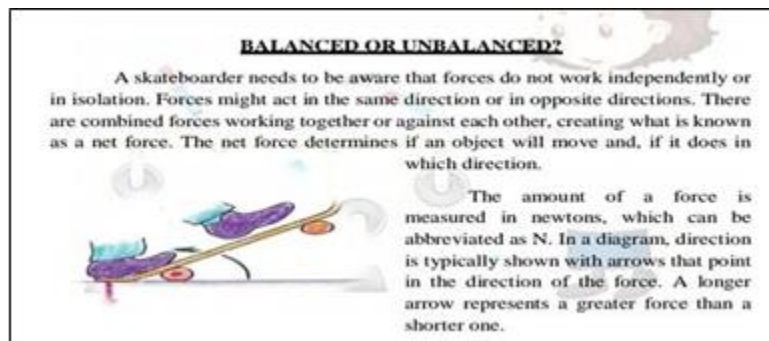 BALANCED OR UNBALANCED?
A skateboarder needs to be aware that forces do not work independently or
in isolation. Forces might act in the same direction or in opposite directions. There
are combined forces working together or against each other, creating what is known
as a net force. The net force determines if an object will move and, if it does in
which direction.
The amount of a force is
measured in newtons, which can be
abbreviated as N. In a diagram, direction
is typically shown with arrows that point
in the direction of the force. A longer
arrow represents a greater force than a
shorter one.